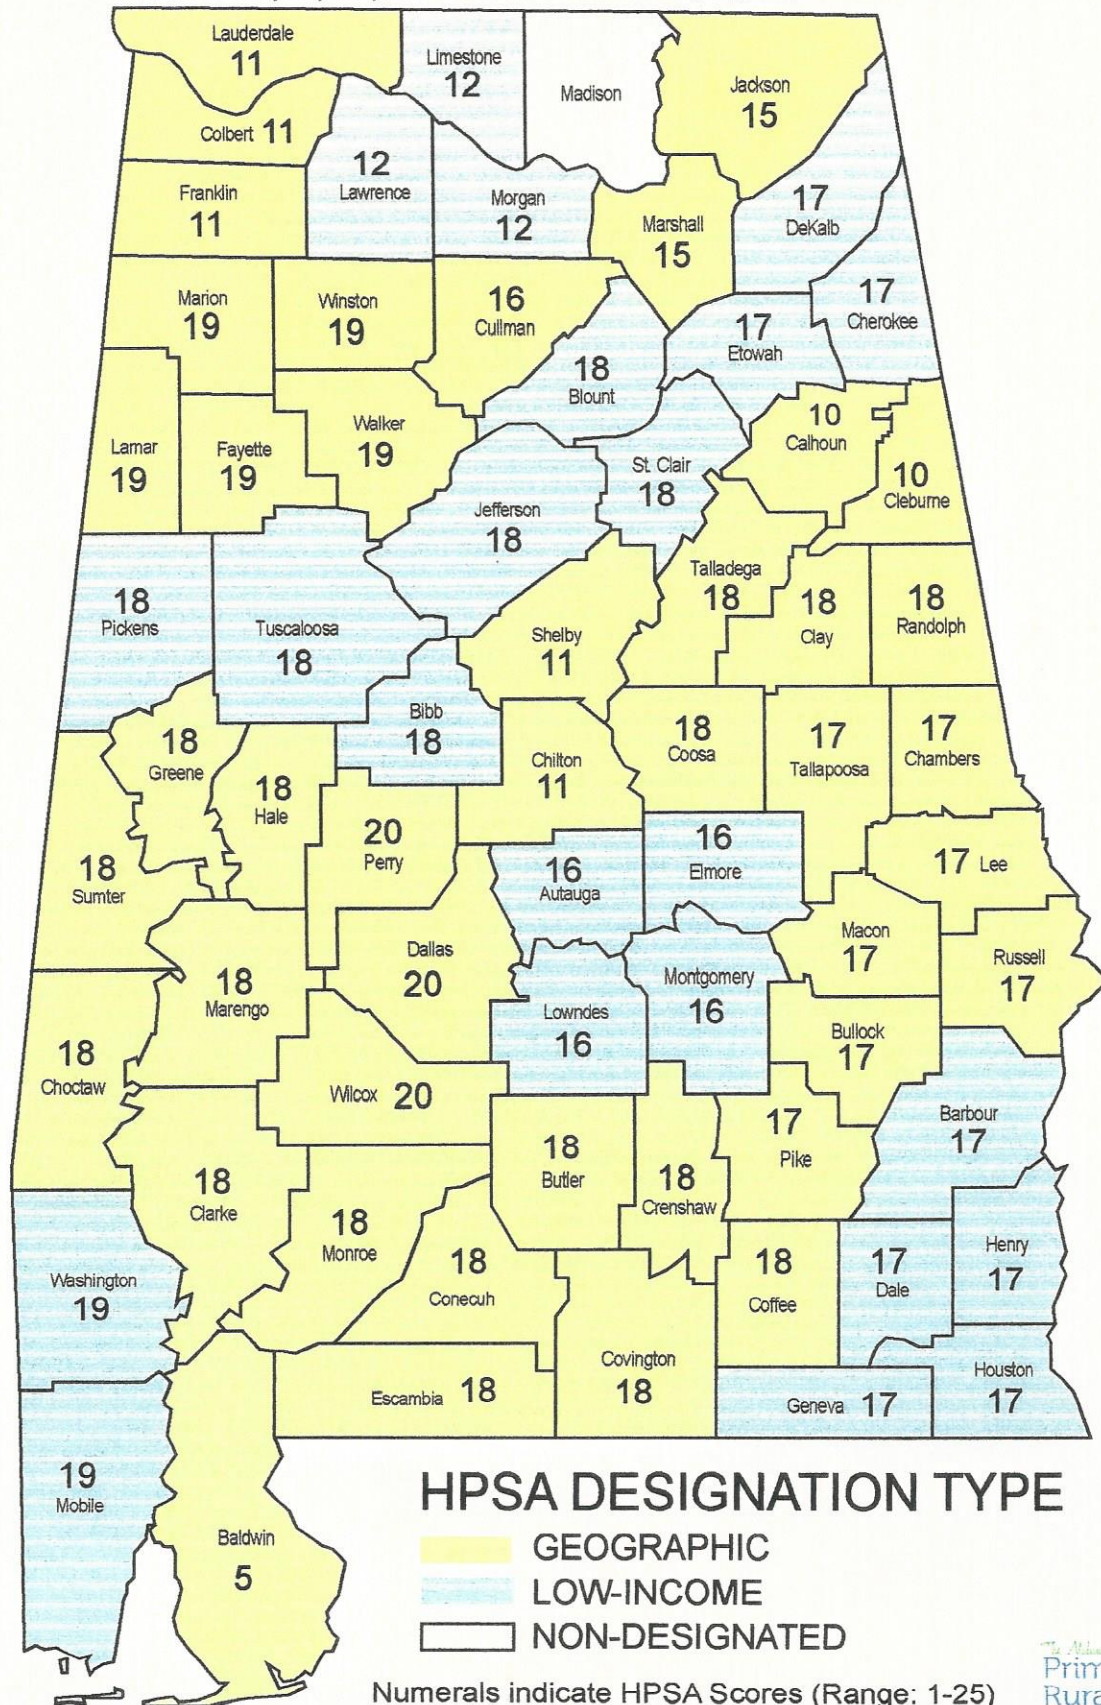 Lauderdale
11
Limestone
12
Madison
Jackson
15
Colbert 11
12
Lawrence
Morgan
12
Franklin
11
Marshall
15
17
DeKalb
17
Cherokee
Marion
19
Winston
19
16
Cullman
17
Etowah
18
Blount
Lamar
19
Fayette
19
Walker
19
10
Calhoun
10
Cleburne
St. Clair
18
Jefferson
18
Talladega
18
18
Clay
18
Randolph
18
Pickens
Tuscaloosa
18
Shelby
11
Bibb
18
18
Greene
18
Hale
Chilton
11
18
Coosa
17
Tallapoosa
17
Chambers
20
Perry
18
Sumter
16
Autauga
16
Elmore
17 Lee
Dallas
20
Macon
17
Russell
17
18
Marengo
Lowndes
16
Montgomery
16
Bullock
17
18
Choctaw
Wilcox 20
Barbour
17
18
Clarke
18
Butler
18
Crenshaw
17
Pike
18
Monroe
18
Conecuh
18
Coffee
17
Dale
Henry
17
Washington
19
Escambia 18
Covington
18
Geneva 17
Houston
17
19
Mobile
Baldwin
5
HPSA DESIGNATION TYPE
GEOGRAPHIC
LOW-INCOME
NON-DESIGNATED
Numerals indicate HPSA Scores (Range: 1-25)
The
Prim
Rura